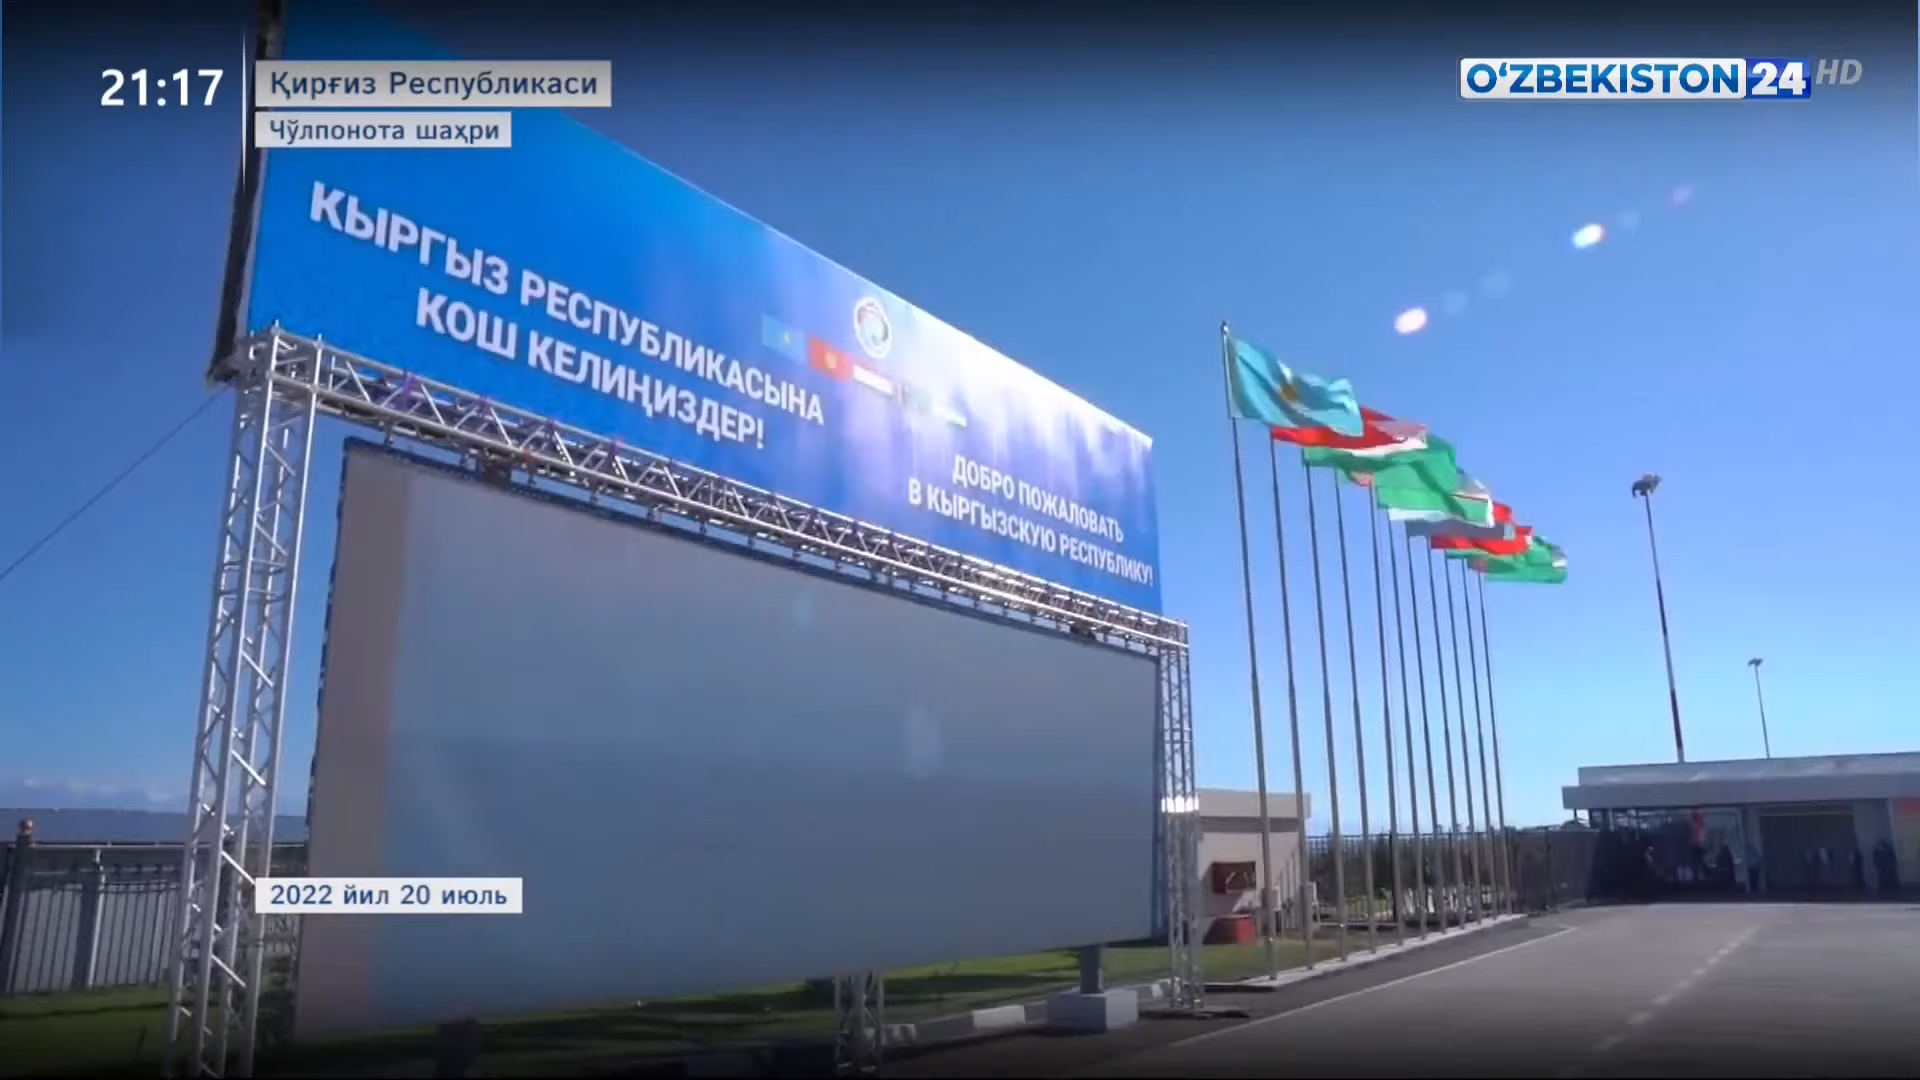 21:17
Қирғиз Республикаси
Чўлпонота шаҳри
O‘ZBEKISTON 24 HD
КЫРГЫЗ РЕСПУБЛИКАСЫНА
КОШ КЕЛИҢИЗДЕР!
ДОБРО ПОЖАЛОВАТЬ
В КЫРГЫЗСКУЮ РЕСПУБЛИКУ!
2022 йил 20 июль